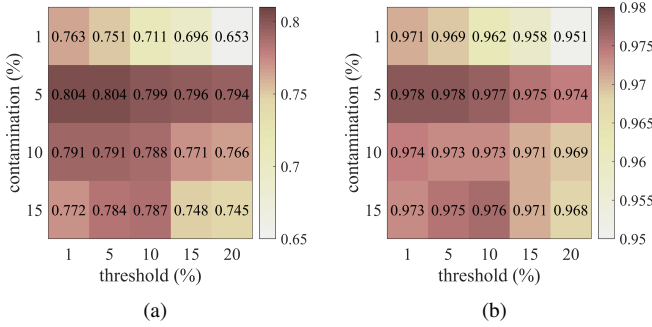 1 0.763 0.751 0.711 0.696 0.653
5 0.804 0.804 0.799 0.796 0.794
10 0.791 0.791 0.788 0.771 0.766
15 0.772 0.784 0.787 0.748 0.745
1 5 10 15 20
threshold (%)
contamination (%)
0.8
0.75
0.7
0.65
(a)
1 0.971 0.969 0.962 0.958 0.951
5 0.978 0.978 0.977 0.975 0.974
10 0.974 0.973 0.973 0.971 0.969
15 0.973 0.975 0.976 0.971 0.968
1 5 10 15 20
threshold (%)
contamination (%)
0.98
0.975
0.97
0.965
0.96
0.955
0.95
(b)